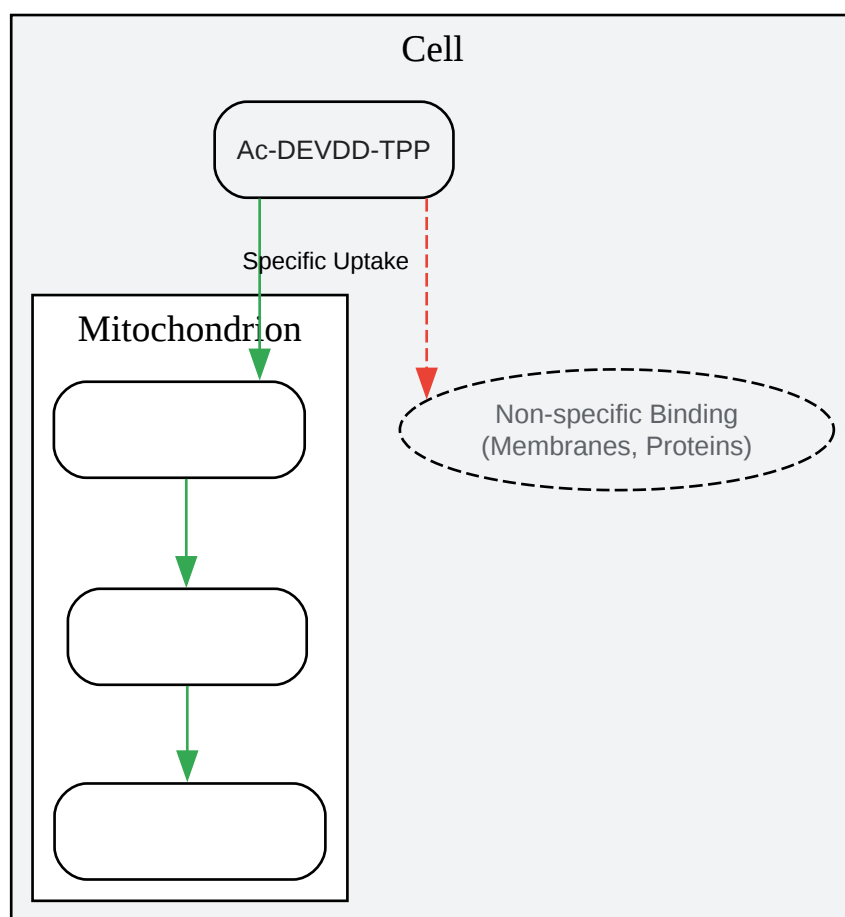 Cell
Ac-DEVDD-TPP
Specific Uptake
Mitochondrion
Non-specific Binding
(Membranes, Proteins)